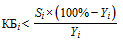 КБi < Si × (100% − Yi) / Yi